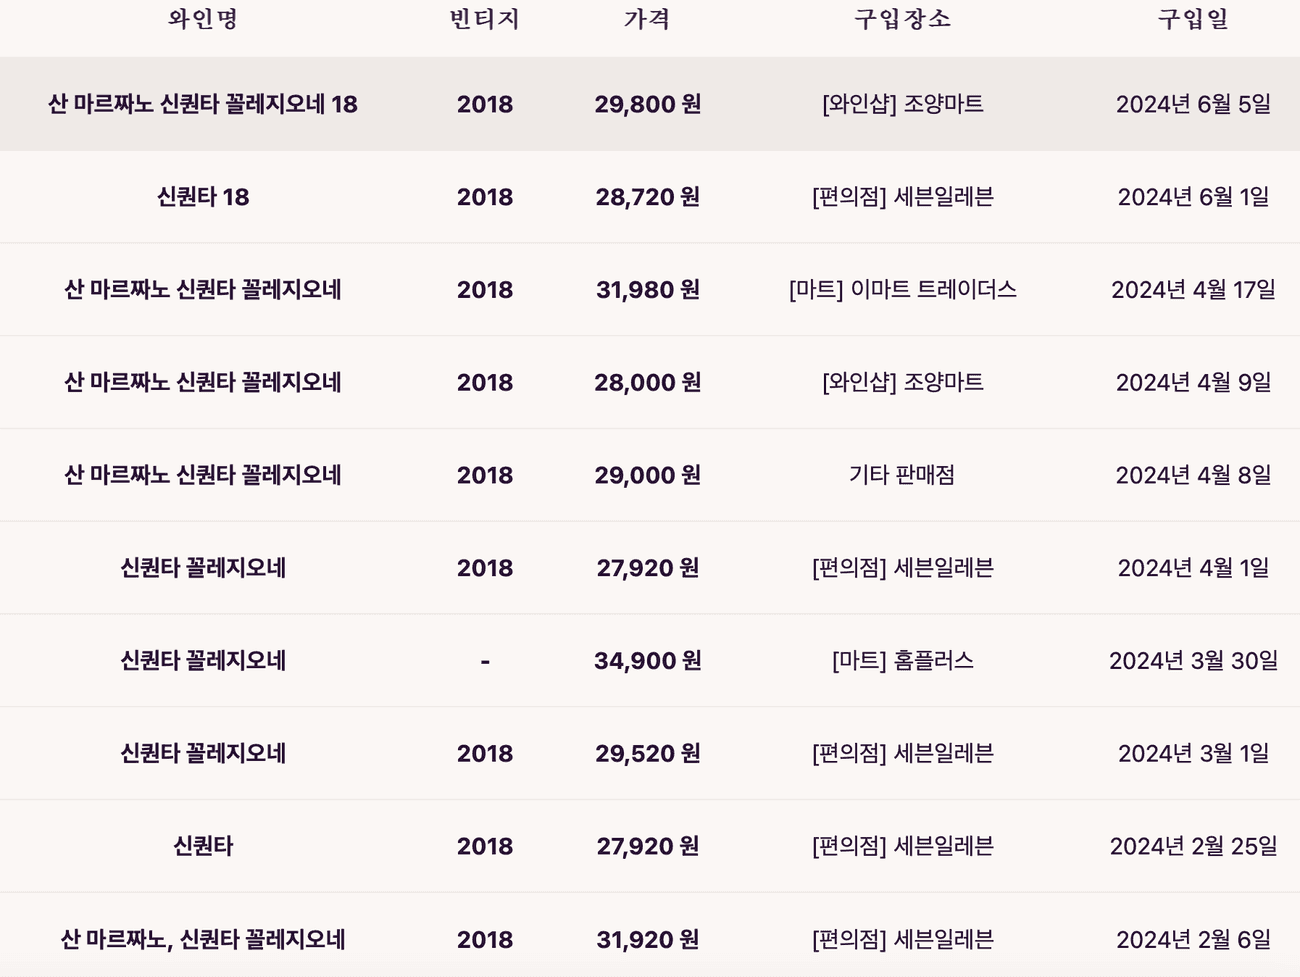 와인명 빈티지 가격 구입장소 구입일
산 마르짜노 신퀀타 꼴레지오네 18 2018 29,800 원 [와인샵] 조양마트 2024년 6월 5일
신퀀타 18 2018 28,720 원 [편의점] 세븐일레븐 2024년 6월 1일
산 마르짜노 신퀀타 꼴레지오네 2018 31,980 원 [마트] 이마트 트레이더스 2024년 4월 17일
산 마르짜노 신퀀타 꼴레지오네 2018 28,000 원 [와인샵] 조양마트 2024년 4월 9일
산 마르짜노 신퀀타 꼴레지오네 2018 29,000 원 기타 판매점 2024년 4월 8일
신퀀타 꼴레지오네 2018 27,920 원 [편의점] 세븐일레븐 2024년 4월 1일
신퀀타 꼴레지오네 - 34,900 원 [마트] 홈플러스 2024년 3월 30일
신퀀타 꼴레지오네 2018 29,520 원 [편의점] 세븐일레븐 2024년 3월 1일
신퀀타 2018 27,920 원 [편의점] 세븐일레븐 2024년 2월 25일
산 마르짜노, 신퀀타 꼴레지오네 2018 31,920 원 [편의점] 세븐일레븐 2024년 2월 6일